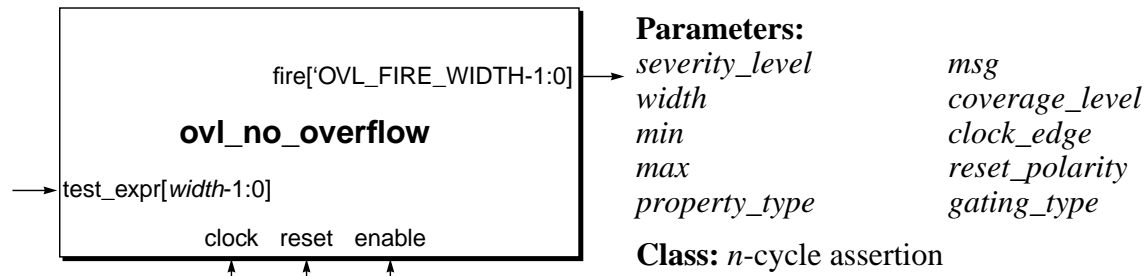 fire[‘OVL_FIRE_WIDTH-1:0]
ovl_no_overflow
test_expr[width-1:0]
clock reset enable
Parameters:
severity_level msg
width coverage_level
min clock_edge
max reset_polarity
property_type gating_type
Class: n-cycle assertion